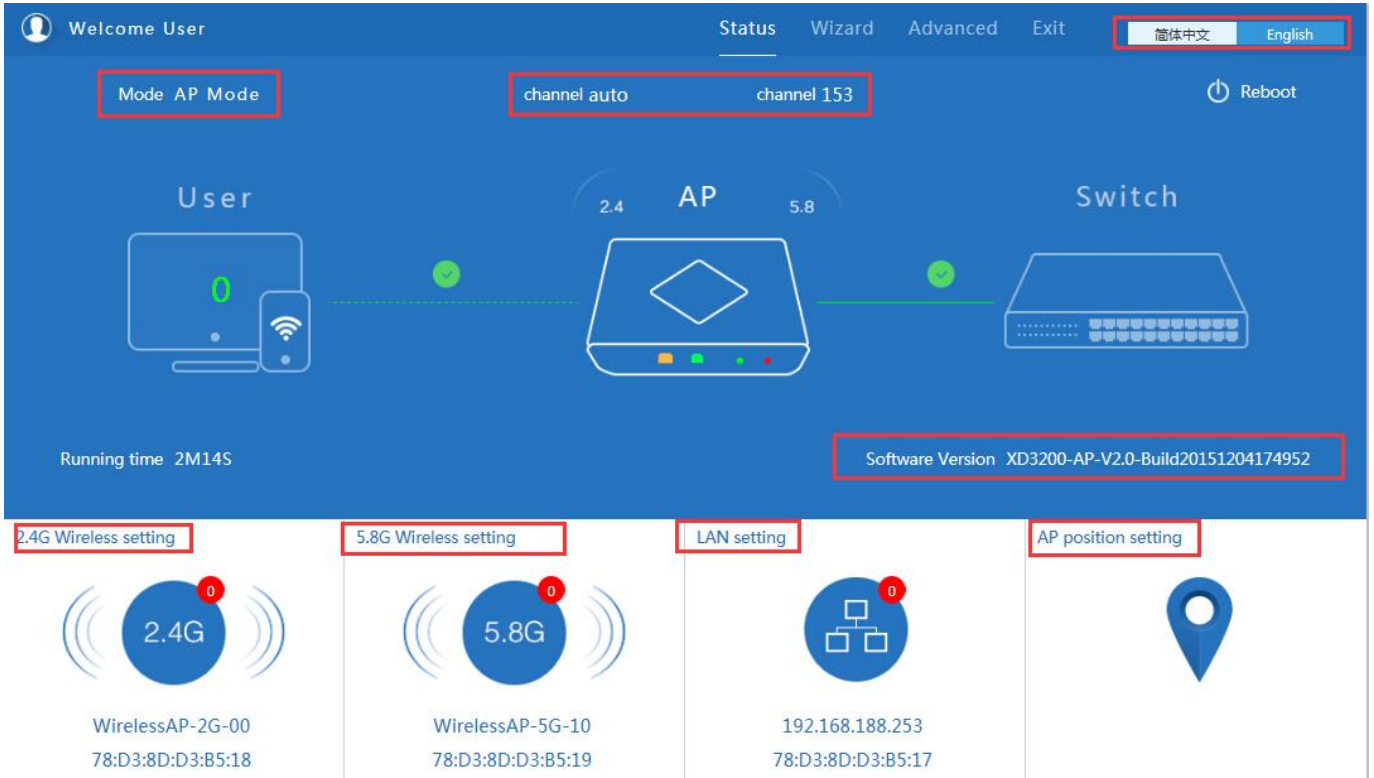 Welcome User
Status Wizard Advanced Exit 简体中文 English
Mode AP Mode channel auto channel 153 Reboot
User 2.4 AP 5.8 Switch
0
Running time 2M14S Software Version XD3200-AP-V2.0-Build20151204174952
2.4G Wireless setting 5.8G Wireless setting LAN setting AP position setting
0 0 0
2.4G 5.8G
WirelessAP-2G-00 WirelessAP-5G-10 192.168.188.253
78:D3:8D:D3:B5:18 78:D3:8D:D3:B5:19 78:D3:8D:D3:B5:17